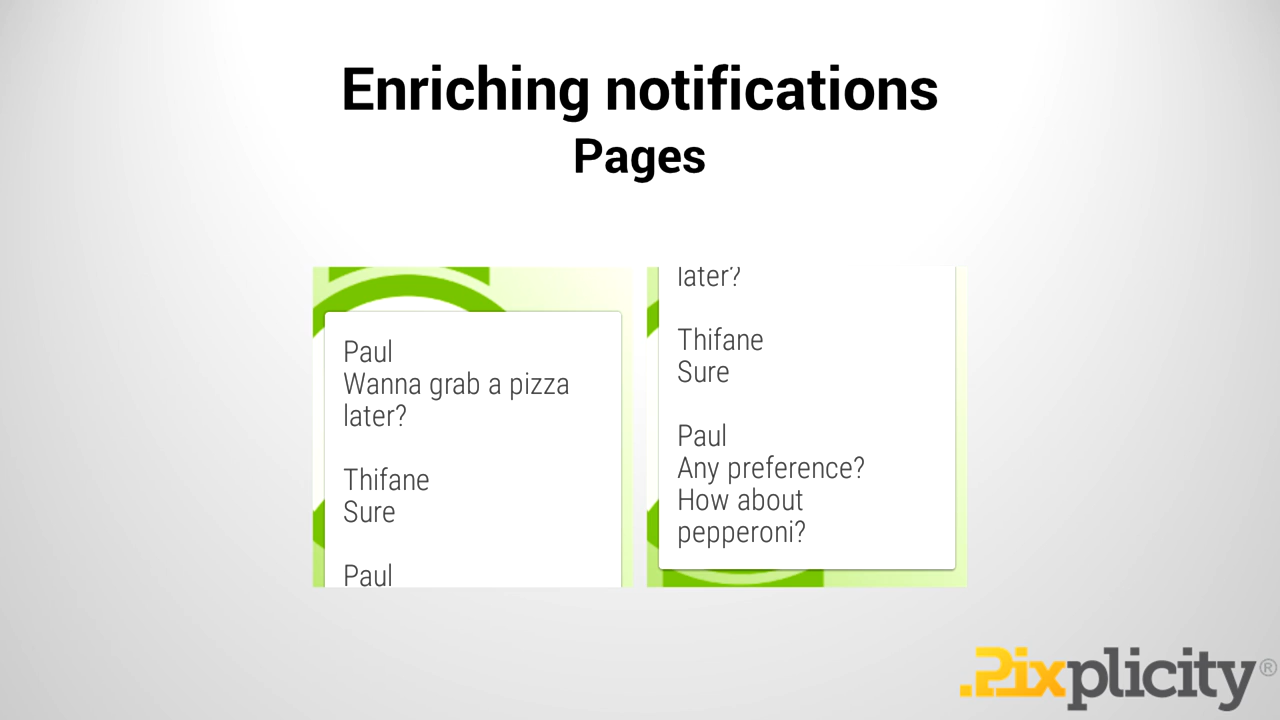 Enriching notifications
Pages
Paul
Wanna grab a pizza
later?
Thifane
Sure
Paul
later?
Thifane
Sure
Paul
Any preference?
How about
pepperoni?
.Pixplicity®